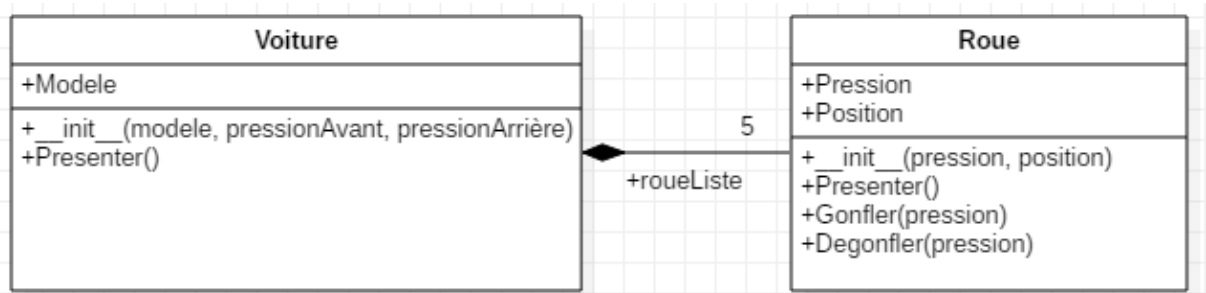 Voiture
+Modele
+__init__(modele, pressionAvant, pressionArrière)
+Presenter()
5
+roueListe
Roue
+Pression
+Position
+__init__(pression, position)
+Presenter()
+Gonfler(pression)
+Degonfler(pression)